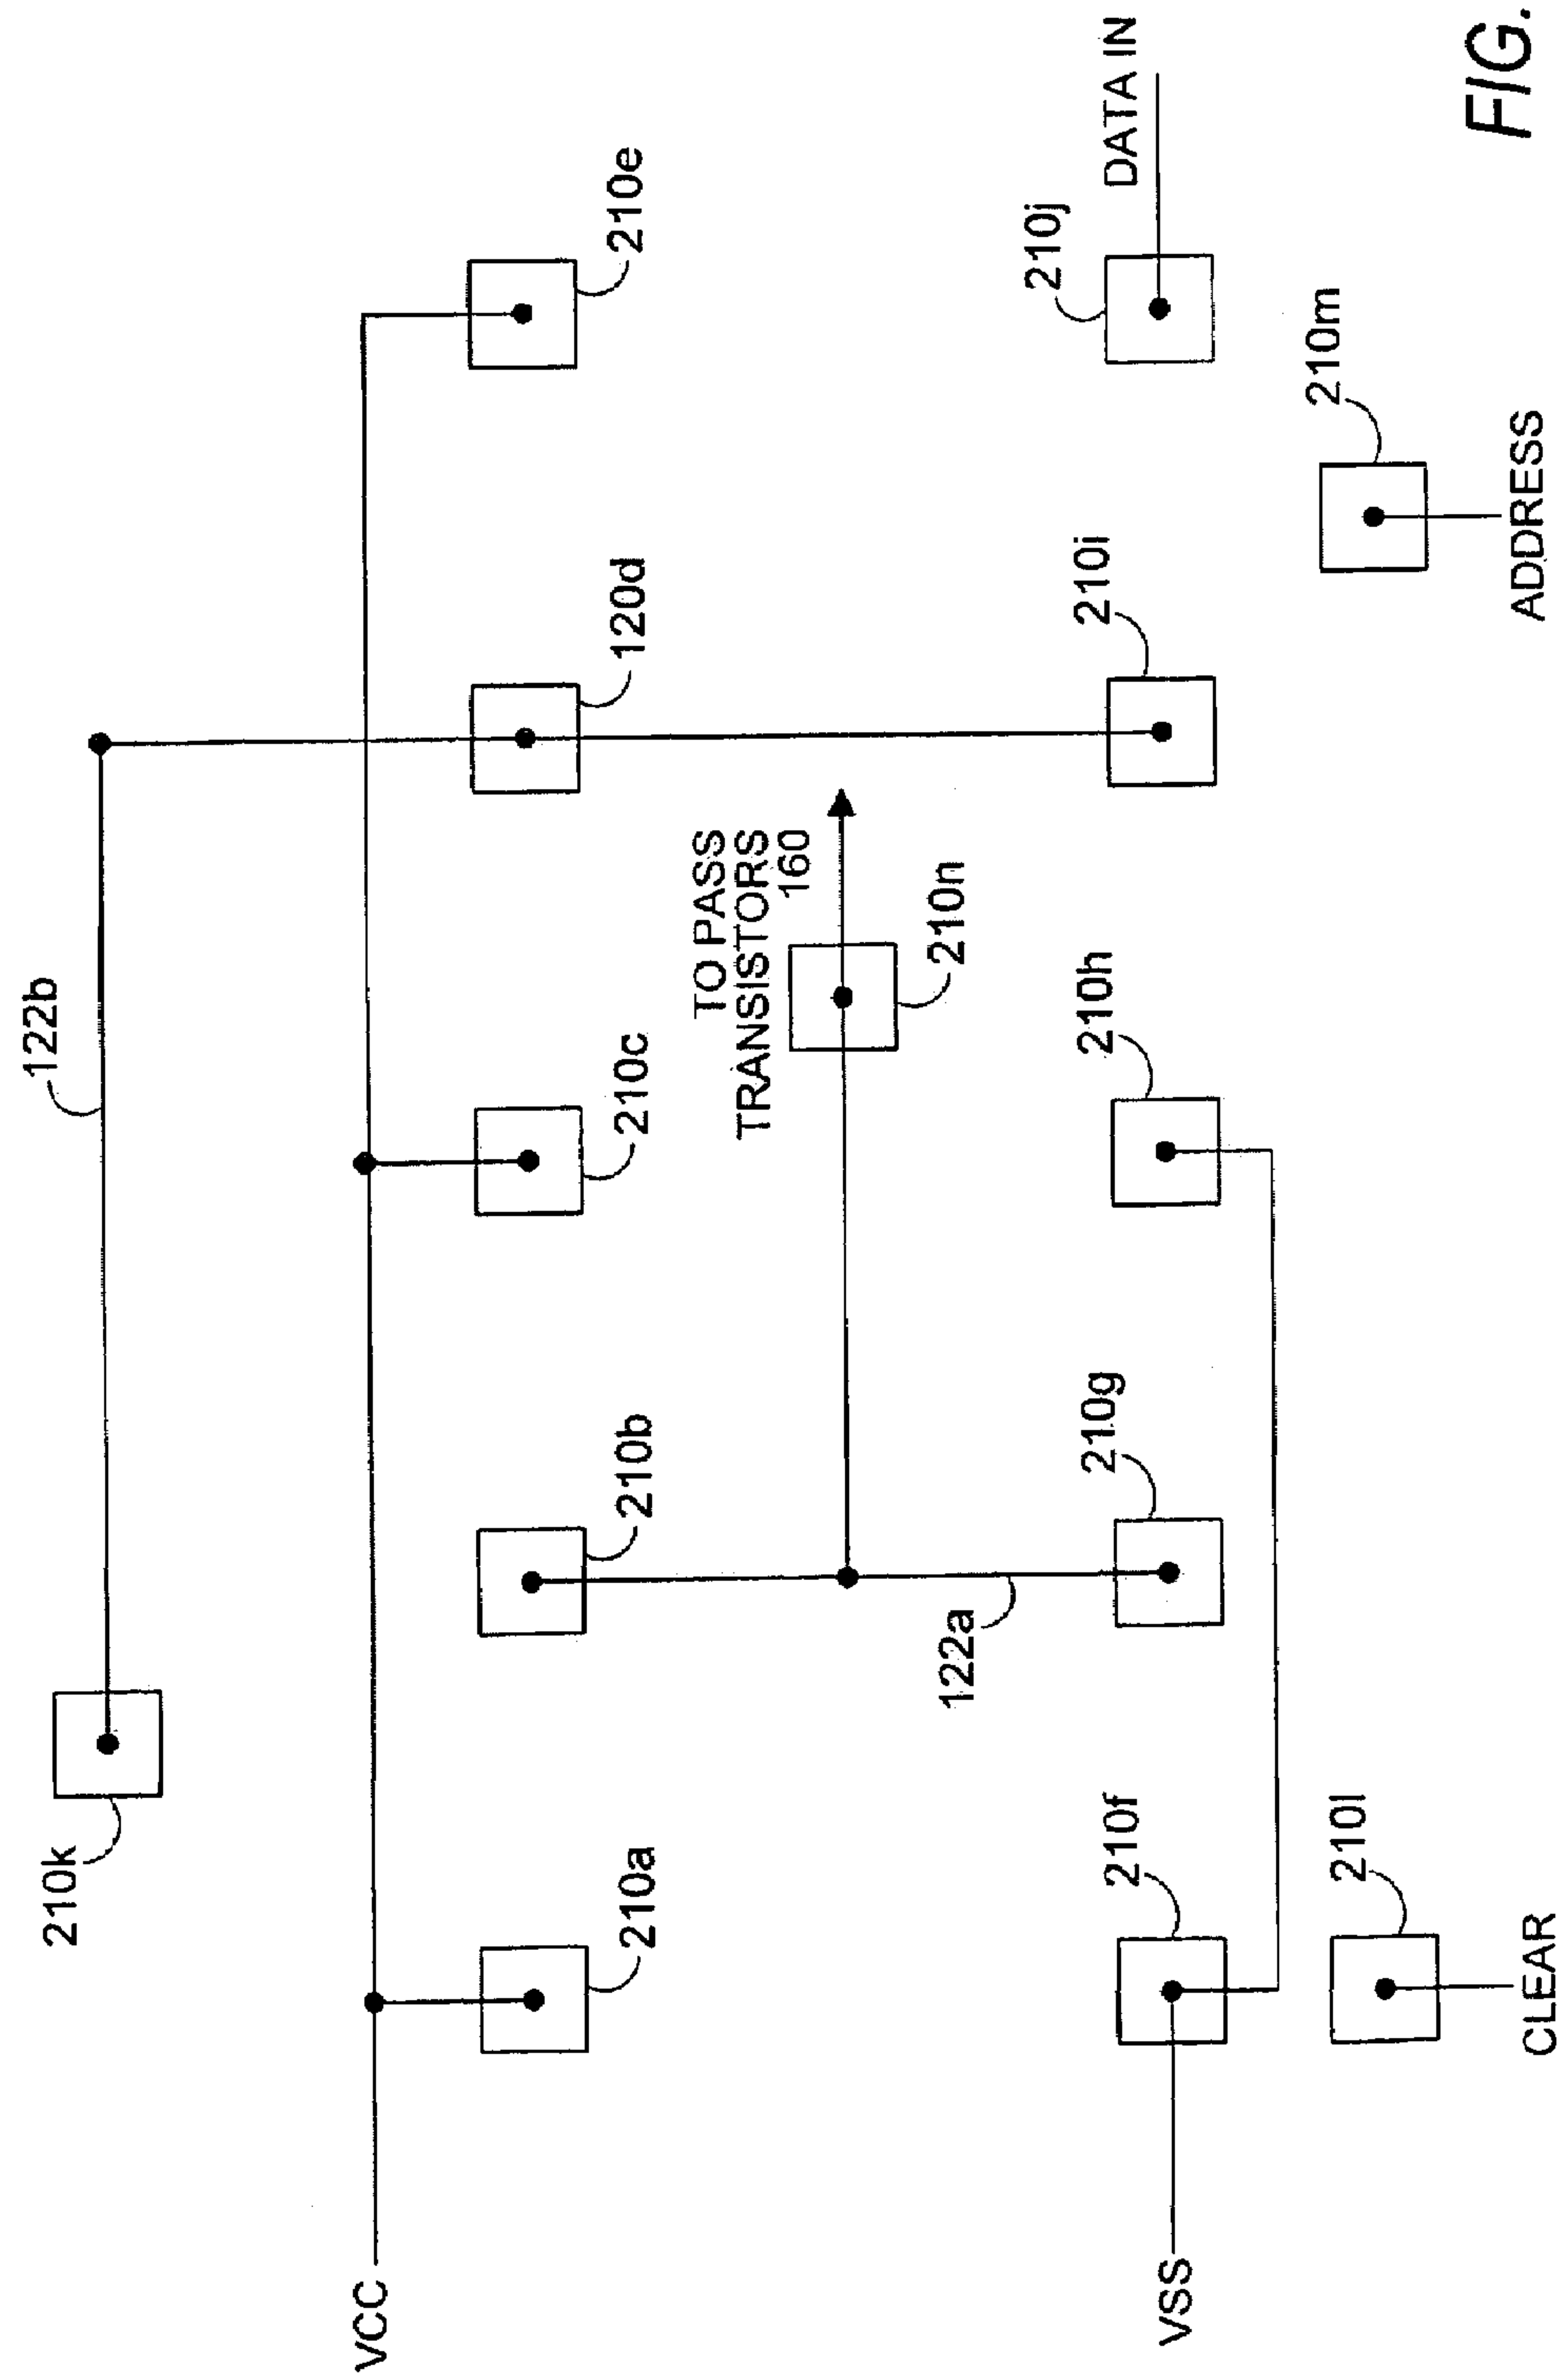 122b
210k
VCC
210a
210b
210c
120d
210e
TO PASS
TRANSISTORS
160
210n
122a
VSS
210f
210g
210h
210i
210j
DATA IN
210l
CLEAR
210m
ADDRESS
FIG.